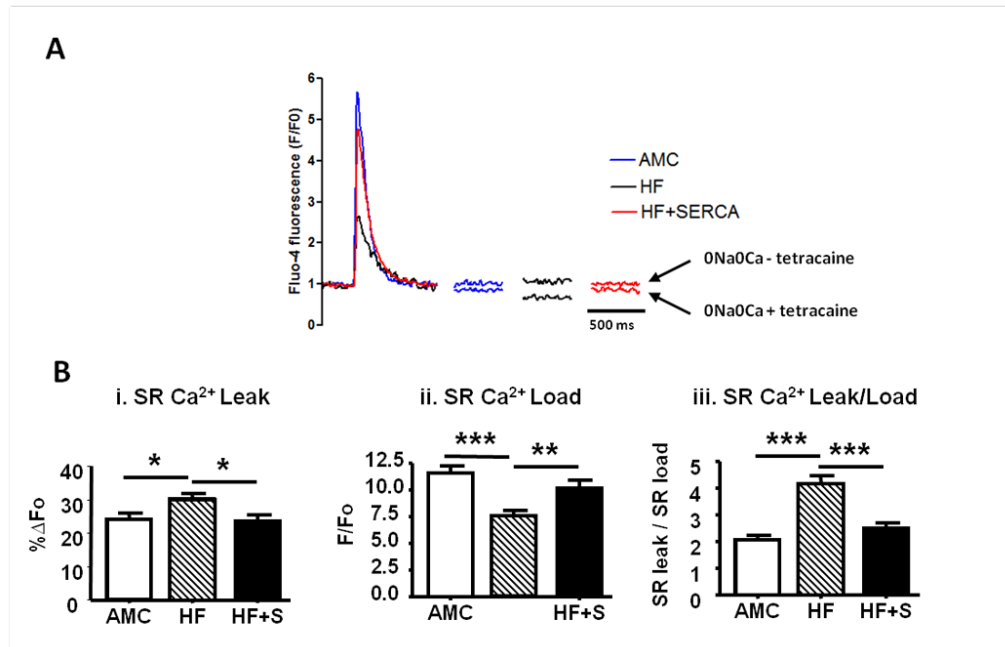 A
6
5
4
3
2
1
0
Fluo-4 fluorescence (F/F0)
AMC
HF
HF+SERCA
0Na0Ca - tetracaine
0Na0Ca + tetracaine
500 ms
B
i. SR Ca²⁺ Leak
40
30
20
10
0
%ΔFo
*
*
AMC HF HF+S
ii. SR Ca²⁺ Load
12.5
10.0
7.5
5.0
2.5
0.0
F/Fo
***
**
AMC HF+S
iii. SR Ca²⁺ Leak/Load
5
4
3
2
1
0
SR leak / SR load
***
***
AMC HF HF+S